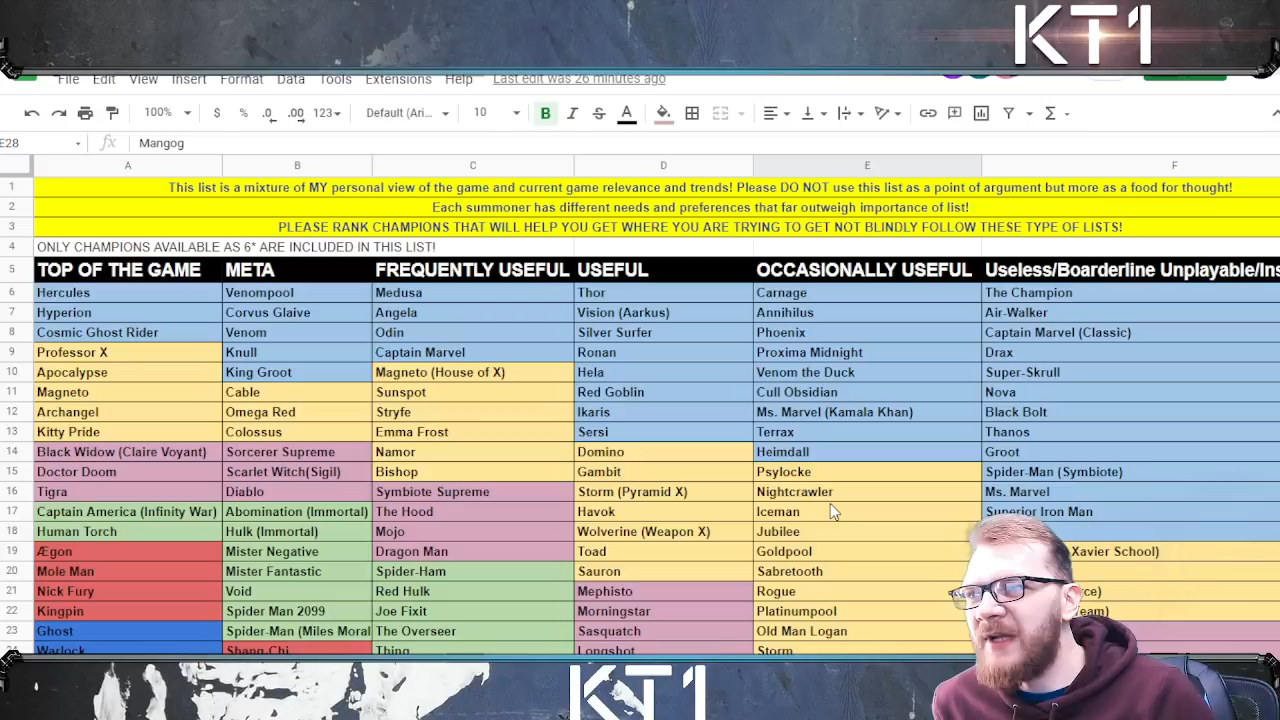 KT1
File Edit View Insert Format Data Tools Extensions Help Last edit was 26 minutes ago
100% $ % .0 .00 123 Default (Ari... 10 B I S A
E28 fx Mangog
A B C D E F
1 This list is a mixture of MY personal view of the game and current game relevance and trends! Please DO NOT use this list as a point of argument but more as a food for thought!
2 Each summoner has different needs and preferences that far outweigh importance of list!
3 PLEASE RANK CHAMPIONS THAT WILL HELP YOU GET WHERE YOU ARE TRYING TO GET NOT BLINDLY FOLLOW THESE TYPE OF LISTS!
4 ONLY CHAMPIONS AVAILABLE AS 6* ARE INCLUDED IN THIS LIST!
5 TOP OF THE GAME META FREQUENTLY USEFUL USEFUL OCCASIONALLY USEFUL Useless/Boarderline Unplayable/Ins
6 Hercules Venompool Medusa Thor Carnage The Champion
7 Hyperion Corvus Glaive Angela Vision (Aarkus) Annihilus Air-Walker
8 Cosmic Ghost Rider Venom Odin Silver Surfer Phoenix Captain Marvel (Classic)
9 Professor X Knull Captain Marvel Ronan Proxima Midnight Drax
10 Apocalypse King Groot Magneto (House of X) Hela Venom the Duck Super-Skrull
11 Magneto Cable Sunspot Red Goblin Cull Obsidian Nova
12 Archangel Omega Red Stryfe Ikaris Ms. Marvel (Kamala Khan) Black Bolt
13 Kitty Pride Colossus Emma Frost Sersi Terrax Thanos
14 Black Widow (Claire Voyant) Sorcerer Supreme Namor Domino Heimdall Groot
15 Doctor Doom Scarlet Witch(Sigil) Bishop Gambit Psylocke Spider-Man (Symbiote)
16 Tigra Diablo Symbiote Supreme Storm (Pyramid X) Nightcrawler Ms. Marvel
17 Captain America (Infinity War) Abomination (Immortal) The Hood Havok Iceman Superior Iron Man
18 Human Torch Hulk (Immortal) Mojo Wolverine (Weapon X) Jubilee
19 Ægon Mister Negative Dragon Man Toad Goldpool Xavier School)
20 Mole Man Mister Fantastic Spider-Ham Sauron Sabretooth
21 Nick Fury Void Red Hulk Mephisto Rogue
22 Kingpin Spider Man 2099 Joe Fixit Morningstar Platinumpool
23 Ghost Spider-Man (Miles Moral The Overseer Sasquatch Old Man Logan
Warlock Shang-Chi Thing Longshot Storm
KT1